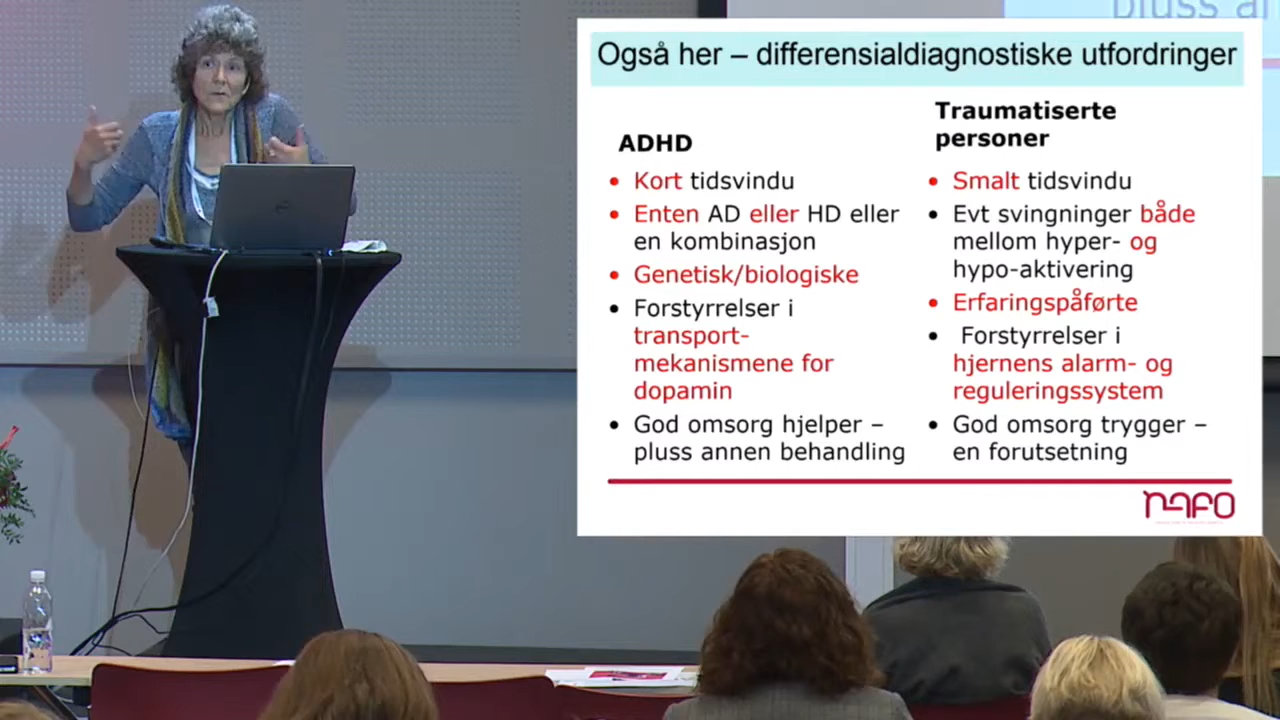 pluss an
Også her – differensialdiagnostiske utfordringer
ADHD
• Kort tidsvindu
• Enten AD eller HD eller
en kombinasjon
• Genetisk/biologiske
• Forstyrrelser i
transport-
mekanismene for
dopamin
• God omsorg hjelper –
pluss annen behandling
Traumatiserte
personer
• Smalt tidsvindu
• Evt svingninger både
mellom hyper- og
hypo-aktivering
• Erfaringspåførte
• Forstyrrelser i
hjernens alarm- og
reguleringssystem
• God omsorg trygger –
en forutsetning
NAFO